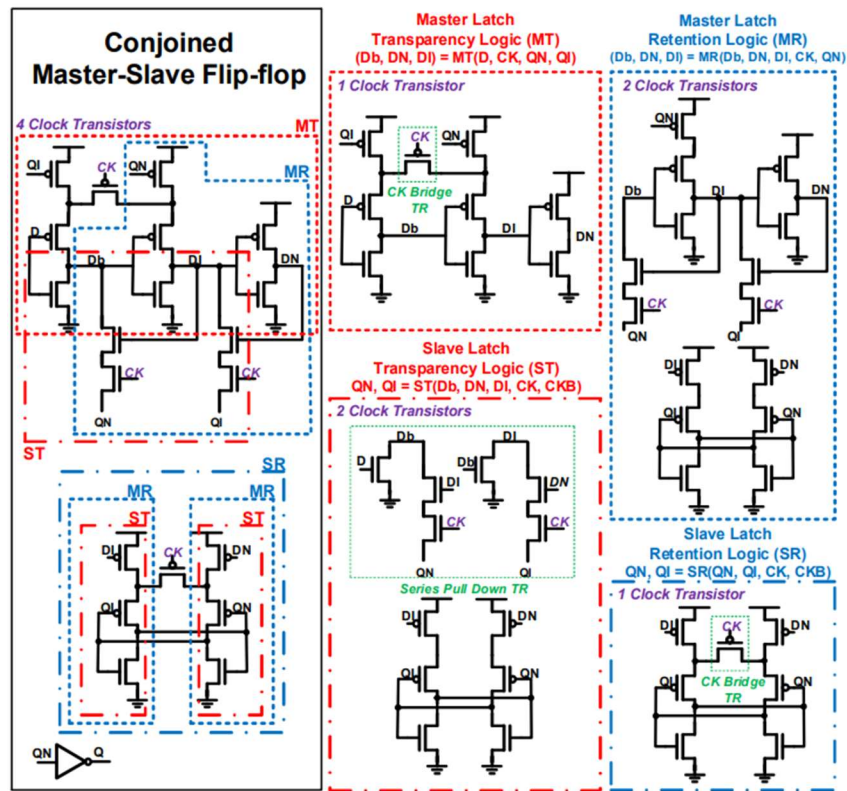 Conjoined
Master-Slave Flip-flop
4 Clock Transistors
MT
QI
CK
QN
MR
D
Db
DI
DN
CK
CK
QN
QI
ST
SR
MR
MR
ST
ST
DI
CK
DN
QI
QN
QN
Q
Master Latch
Transparency Logic (MT)
(Db, DN, DI) = MT(D, CK, QN, QI)
1 Clock Transistor
QI
CK
QN
CK Bridge
TR
D
Db
DI
DN
Slave Latch
Transparency Logic (ST)
QN, QI = ST(Db, DN, DI, CK, CKB)
2 Clock Transistors
Db
DI
D
DI
Db
DN
CK
CK
QN
QI
Series Pull Down TR
DI
DN
QI
QN
Master Latch
Retention Logic (MR)
(Db, DN, DI) = MR(Db, DN, DI, CK, QN)
2 Clock Transistors
QN
Db
DI
DN
CK
CK
QN
QI
DI
DN
QI
QN
Slave Latch
Retention Logic (SR)
QN, QI = SR(QN, QI, CK, CKB)
1 Clock Transistor
DI
CK
DN
CK Bridge
TR
QI
QN